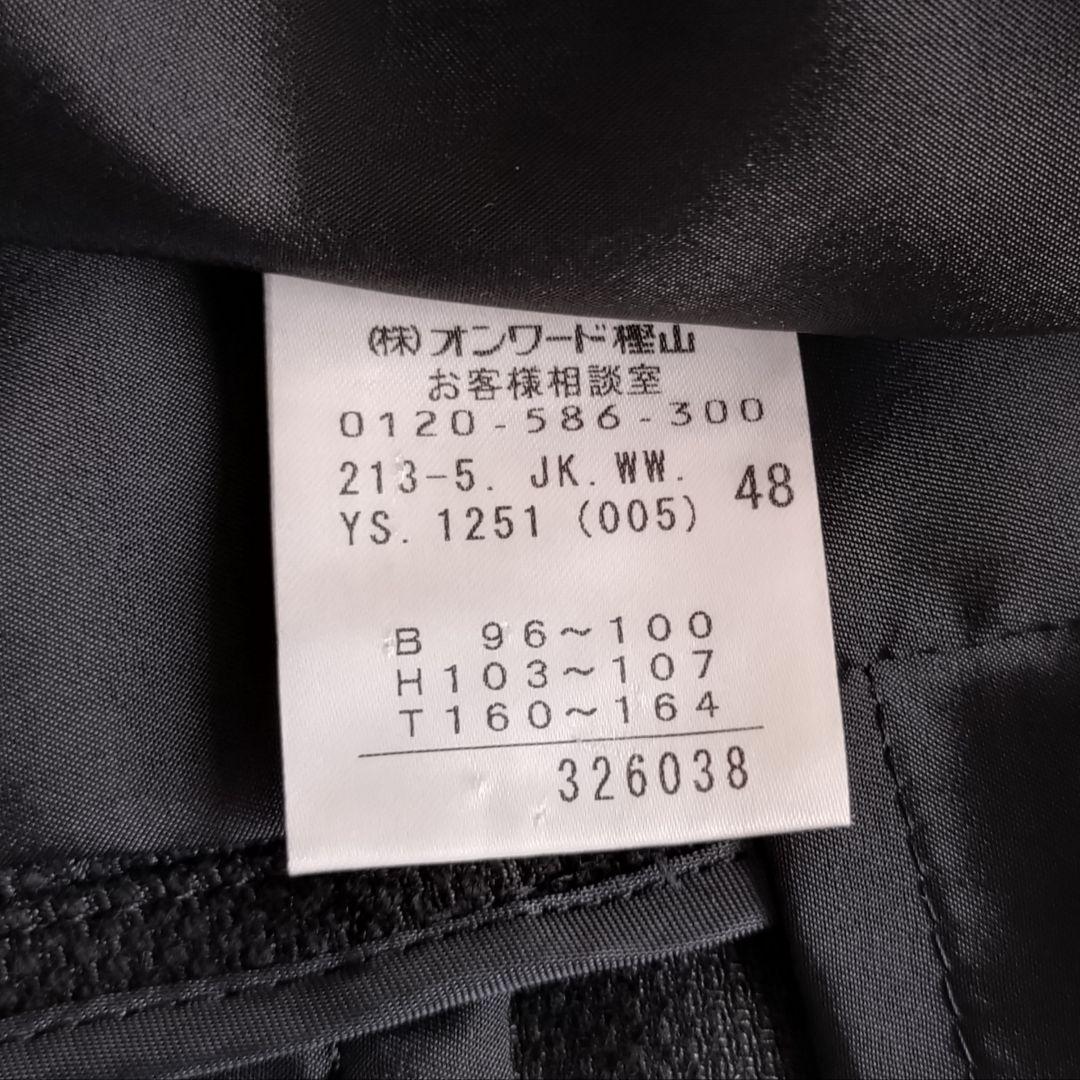 (株)オンワード樫山
お客様相談室
0120-586-300
213-5. JK. WW. 48
YS. 1251 (005)
B 96~100
H103~107
T160~164
326038